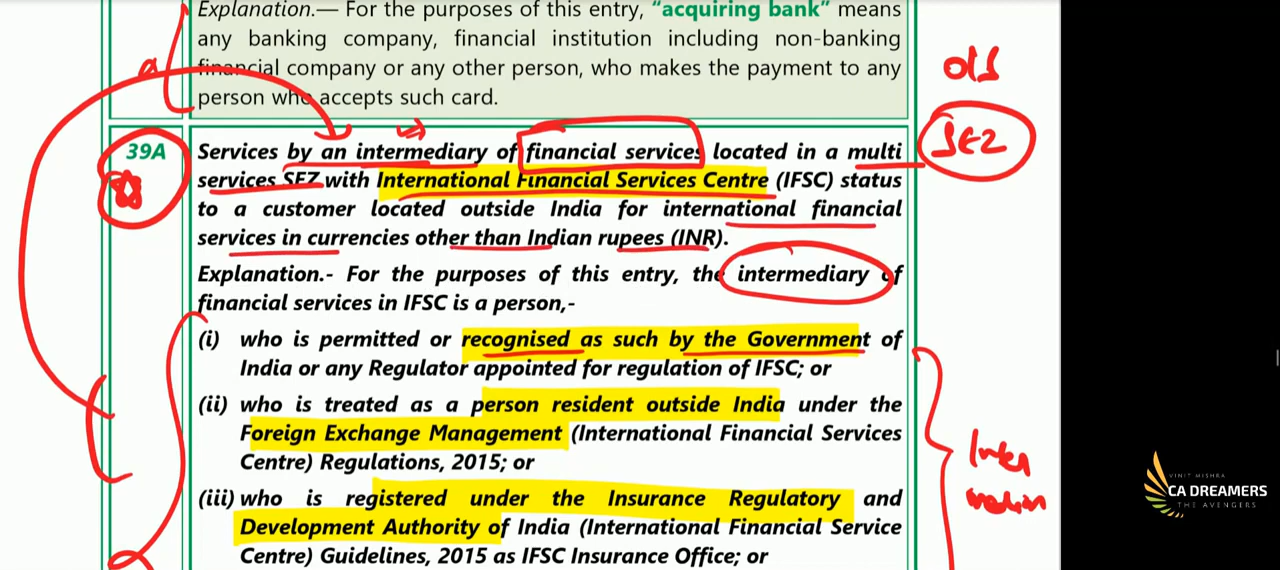 Explanation.— For the purposes of this entry, “acquiring bank” means
any banking company, financial institution including non-banking
financial company or any other person, who makes the payment to any
person who accepts such card.
O/S
SEZ
39A
Services by an intermediary of financial services located in a multi
services SEZ with International Financial Services Centre (IFSC) status
to a customer located outside India for international financial
services in currencies other than Indian rupees (INR).
Explanation.- For the purposes of this entry, the intermediary of
financial services in IFSC is a person,-
(i) who is permitted or recognised as such by the Government of
India or any Regulator appointed for regulation of IFSC; or
(ii) who is treated as a person resident outside India under the
Foreign Exchange Management (International Financial Services
Centre) Regulations, 2015; or
(iii) who is registered under the Insurance Regulatory and
Development Authority of India (International Financial Service
Centre) Guidelines, 2015 as IFSC Insurance Office; or
Inter
VINIT MISHRA
CA DREAMERS
THE AVENGERS